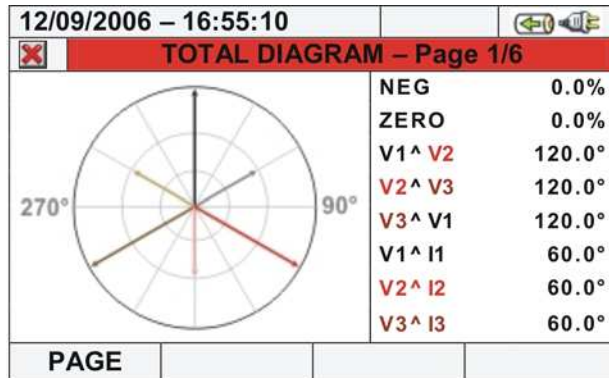 12/09/2006 – 16:55:10
TOTAL DIAGRAM – Page 1/6
270°
90°
NEG 0.0%
ZERO 0.0%
V1^ V2 120.0°
V2^ V3 120.0°
V3^ V1 120.0°
V1^ I1 60.0°
V2^ I2 60.0°
V3^ I3 60.0°
PAGE